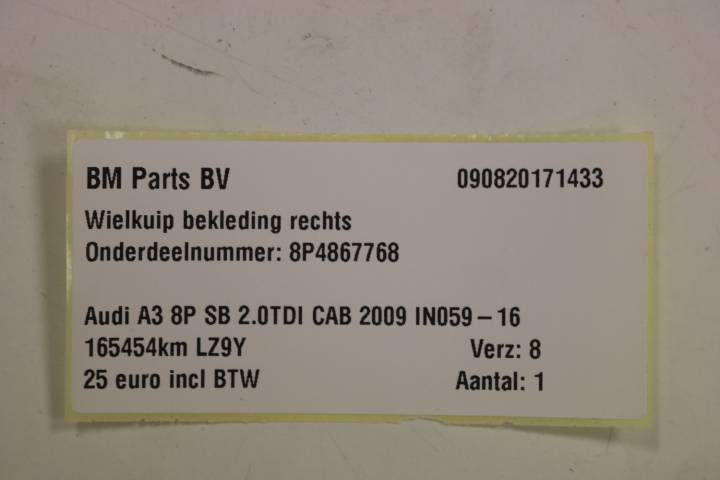 BM Parts BV 090820171433
Wielkuip bekleding rechts
Onderdeelnummer: 8P4867768
Audi A3 8P SB 2.0TDI CAB 2009 IN059-16
165454km LZ9Y Verz: 8
25 euro incl BTW Aantal: 1